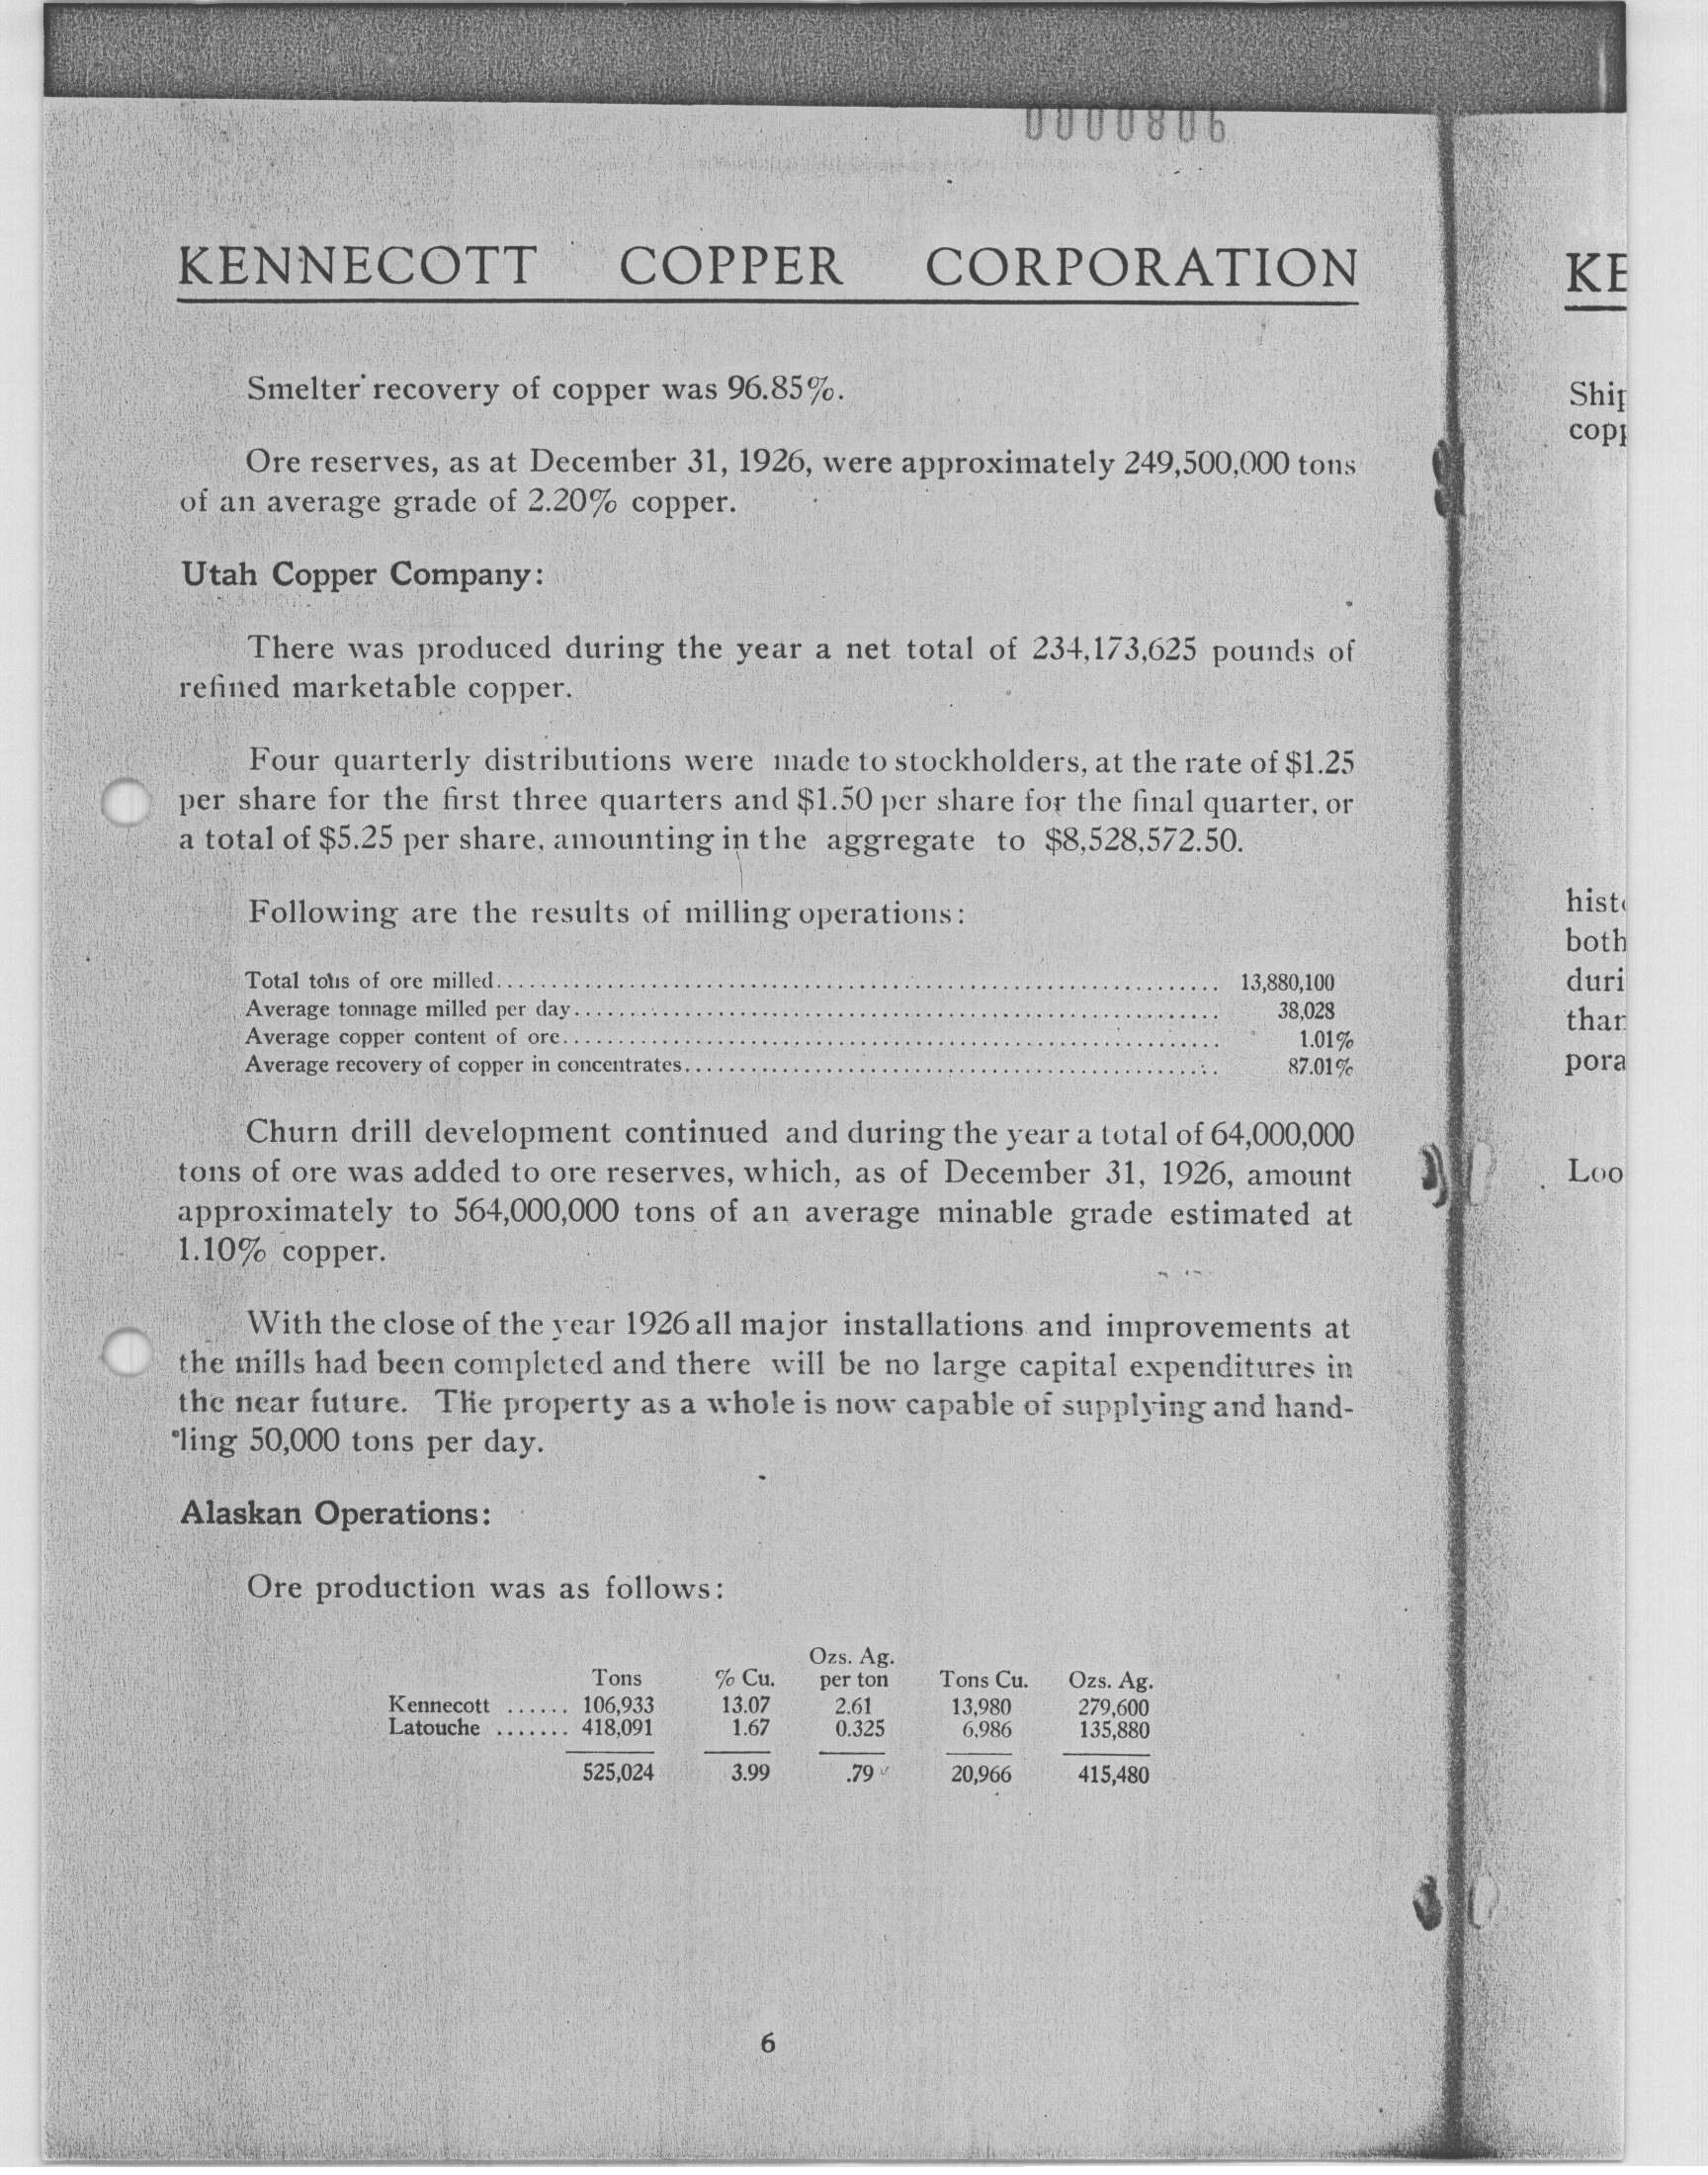 0000806
KENNECOTT COPPER CORPORATION
Smelter recovery of copper was 96.85%.
Ore reserves, as at December 31, 1926, were approximately 249,500,000 tons
of an average grade of 2.20% copper.
Utah Copper Company:
There was produced during the year a net total of 234,173,625 pounds of
refined marketable copper.
Four quarterly distributions were made to stockholders, at the rate of $1.25
per share for the first three quarters and $1.50 per share for the final quarter, or
a total of $5.25 per share, amounting in the aggregate to $8,528,572.50.
Following are the results of milling operations:
Total tons of ore milled........................................ 13,880,100
Average tonnage milled per day........................................ 38,028
Average copper content of ore........................................ 1.01%
Average recovery of copper in concentrates........................................ 87.01%
Churn drill development continued and during the year a total of 64,000,000
tons of ore was added to ore reserves, which, as of December 31, 1926, amount
approximately to 564,000,000 tons of an average minable grade estimated at
1.10% copper.
With the close of the year 1926 all major installations and improvements at
the mills had been completed and there will be no large capital expenditures in
the near future. The property as a whole is now capable of supplying and hand-
ling 50,000 tons per day.
Alaskan Operations:
Ore production was as follows:
Ozs. Ag.
Tons % Cu. per ton Tons Cu. Ozs. Ag.
Kennecott ...... 106,933 13.07 2.61 13,980 279,600
Latouche ....... 418,091 1.67 0.325 6,986 135,880
525,024 3.99 .79 20,966 415,480
6
KE
Ship
copp
both
duri
than
pora
Loo